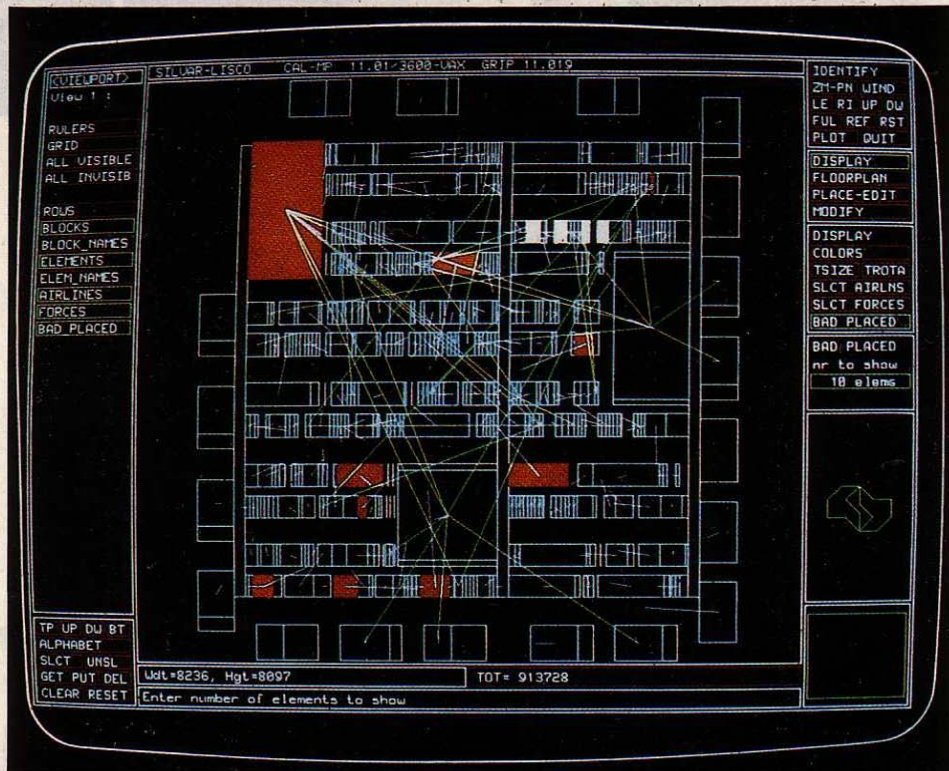 <VIEWPORT>
View 1 :
RULERS
GRID
ALL VISIBLE
ALL INVISIB
ROWS
BLOCKS
BLOCK_NAMES
ELEMENTS
ELEM_NAMES
AIRLINES
FORCES
BAD PLACED
TP UP DW BT
ALPHABET
SLCT UNSL
GET PUT DEL
CLEAR RESET
SILVAR-LISCO CAL-MP 11.01/3600-VAX GRIP 11.019
Wdt=8236, Hgt=8097
TOT= 913728
Enter number of elements to show
IDENTIFY
ZM-PN WIND
LE RI UP DW
FUL REF RST
PLOT QUIT
DISPLAY
FLOORPLAN
PLACE-EDIT
MODIFY
DISPLAY
COLORS
TSIZE TROTA
SLCT AIRLNS
SLCT FORCES
BAD PLACED
BAD PLACED
nr to show
10 elems